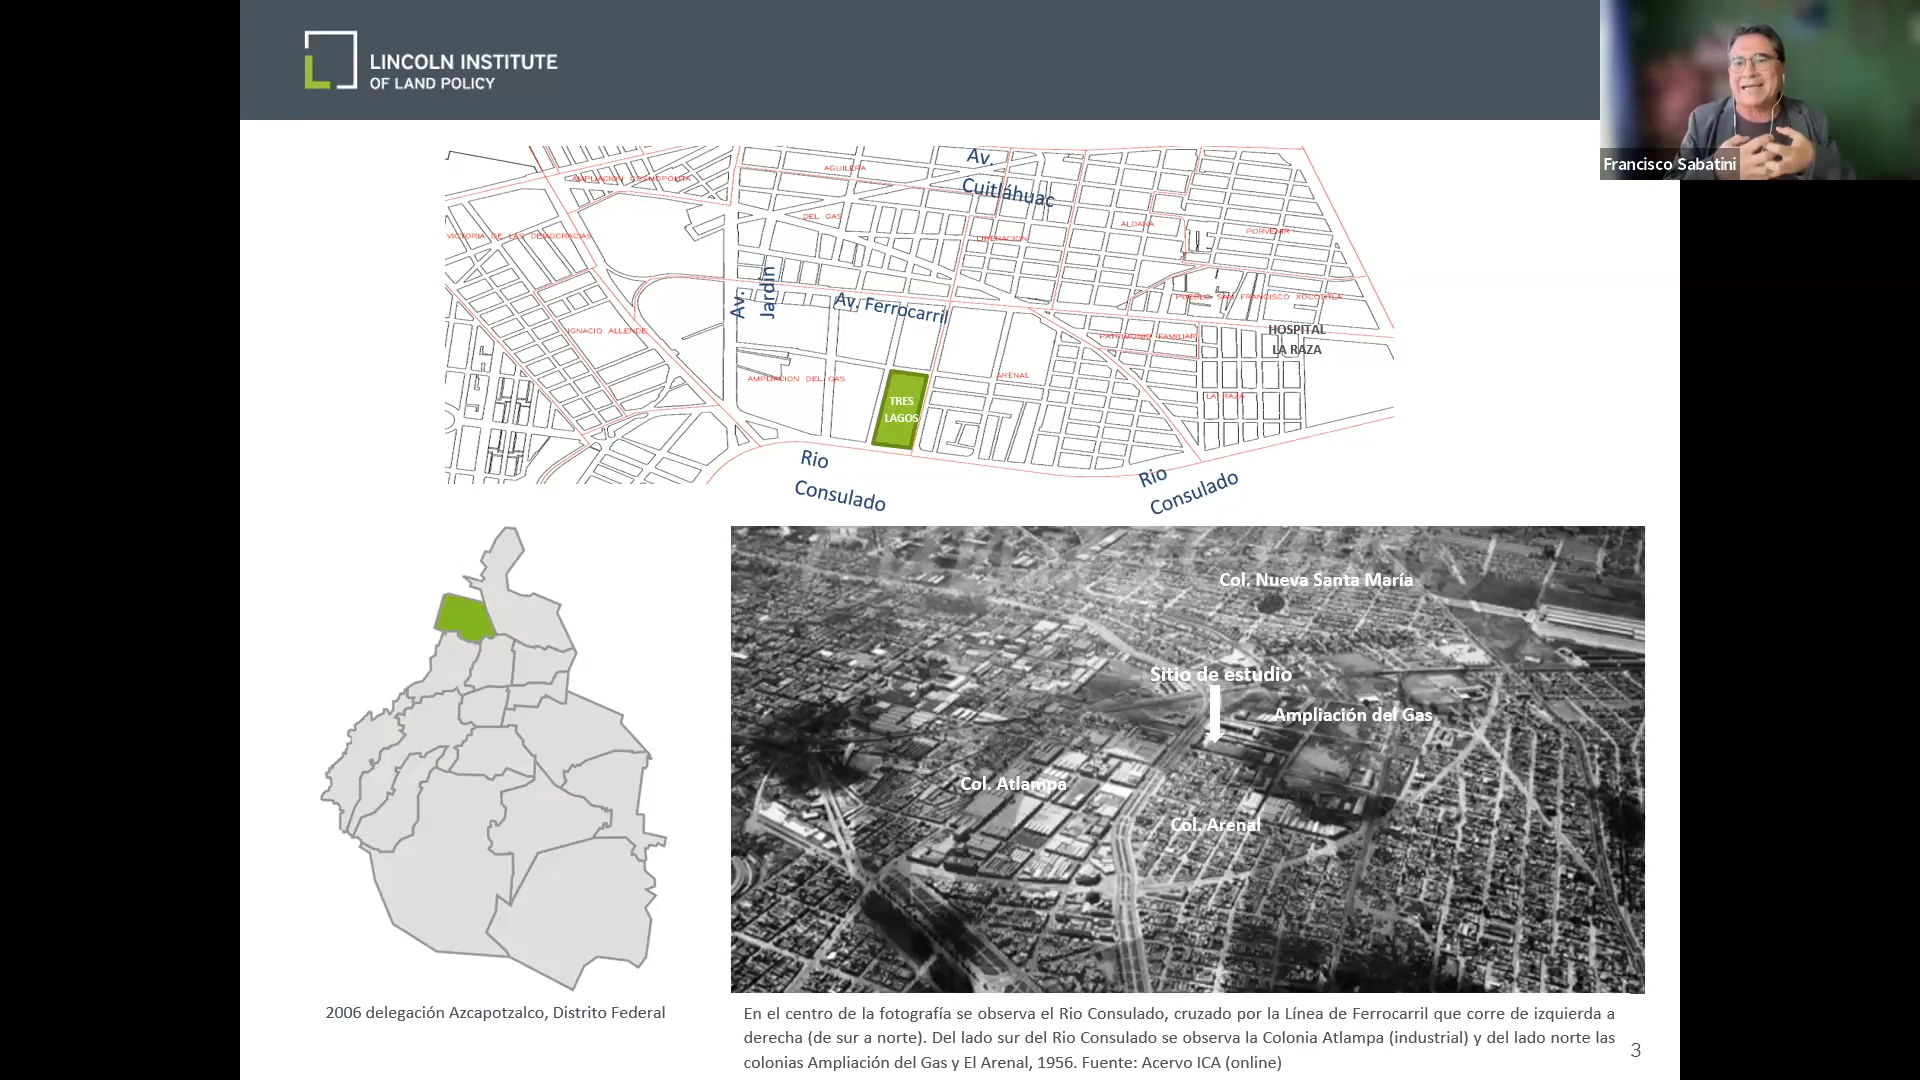 LINCOLN INSTITUTE
OF LAND POLICY
Francisco Sabatini
Av.
Cuitláhuac
AGUILERA
AMPLIACION COSMOPOLITA
DEL GAS
ALDANA
LIBERACION
PORVENIR
VICTORIA DE LAS DEMOCRACIAS
Av.
Jardín
Av. Ferrocarril
PUEBLO SAN FRANCISCO XOCOTITLA
IGNACIO ALLENDE
PATRIMONIO FAMILIAR
HOSPITAL
LA RAZA
AMPLIACION DEL GAS
ARENAL
TRES
LAGOS
LA RAZA
Rio
Consulado
Rio
Consulado
Col. Nueva Santa María
Sitio de estudio
Ampliación del Gas
Col. Atlampa
Col. Arenal
2006 delegación Azcapotzalco, Distrito Federal
En el centro de la fotografía se observa el Rio Consulado, cruzado por la Línea de Ferrocarril que corre de izquierda a
derecha (de sur a norte). Del lado sur del Rio Consulado se observa la Colonia Atlampa (industrial) y del lado norte las
colonias Ampliación del Gas y El Arenal, 1956. Fuente: Acervo ICA (online)
3